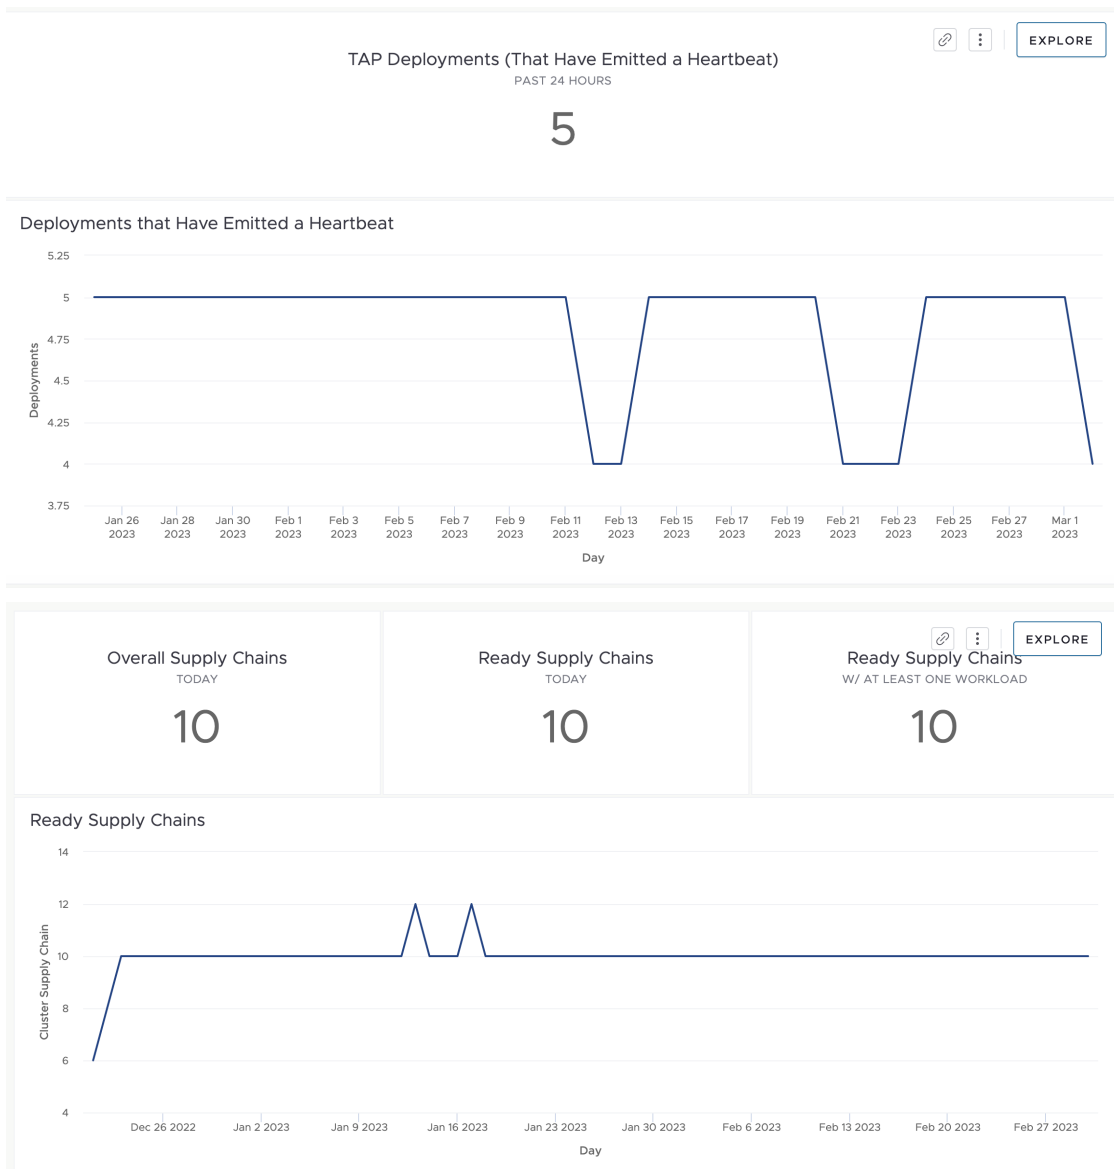 EXPLORE
TAP Deployments (That Have Emitted a Heartbeat)
PAST 24 HOURS
5
Deployments that Have Emitted a Heartbeat
5.25
5
4.75
4.5
4.25
4
3.75
Deployments
Jan 26 2023
Jan 28 2023
Jan 30 2023
Feb 1 2023
Feb 3 2023
Feb 5 2023
Feb 7 2023
Feb 9 2023
Feb 11 2023
Feb 13 2023
Feb 15 2023
Feb 17 2023
Feb 19 2023
Feb 21 2023
Feb 23 2023
Feb 25 2023
Feb 27 2023
Mar 1 2023
Day
Overall Supply Chains
TODAY
10
Ready Supply Chains
TODAY
10
EXPLORE
Ready Supply Chains
W/ AT LEAST ONE WORKLOAD
10
Ready Supply Chains
14
12
10
8
6
4
Cluster Supply Chain
Dec 26 2022
Jan 2 2023
Jan 9 2023
Jan 16 2023
Jan 23 2023
Jan 30 2023
Feb 6 2023
Feb 13 2023
Feb 20 2023
Feb 27 2023
Day